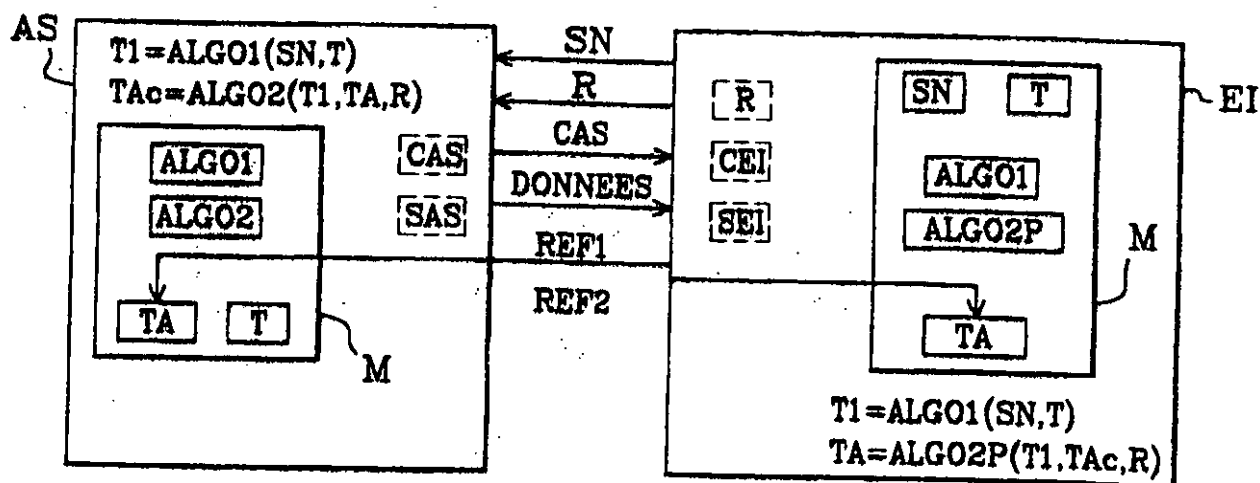 AS
T1=ALGO1(SN,T)
TAc=ALGO2(T1,TA,R)
ALGO1
ALGO2
CAS
SAS
TA
T
M
SN
R
CAS
DONNEES
REF1
REF2
R
CEI
SEI
SN
T
ALGO1
ALGO2P
TA
M
EI
T1=ALGO1(SN,T)
TA=ALGO2P(T1,TAc,R)